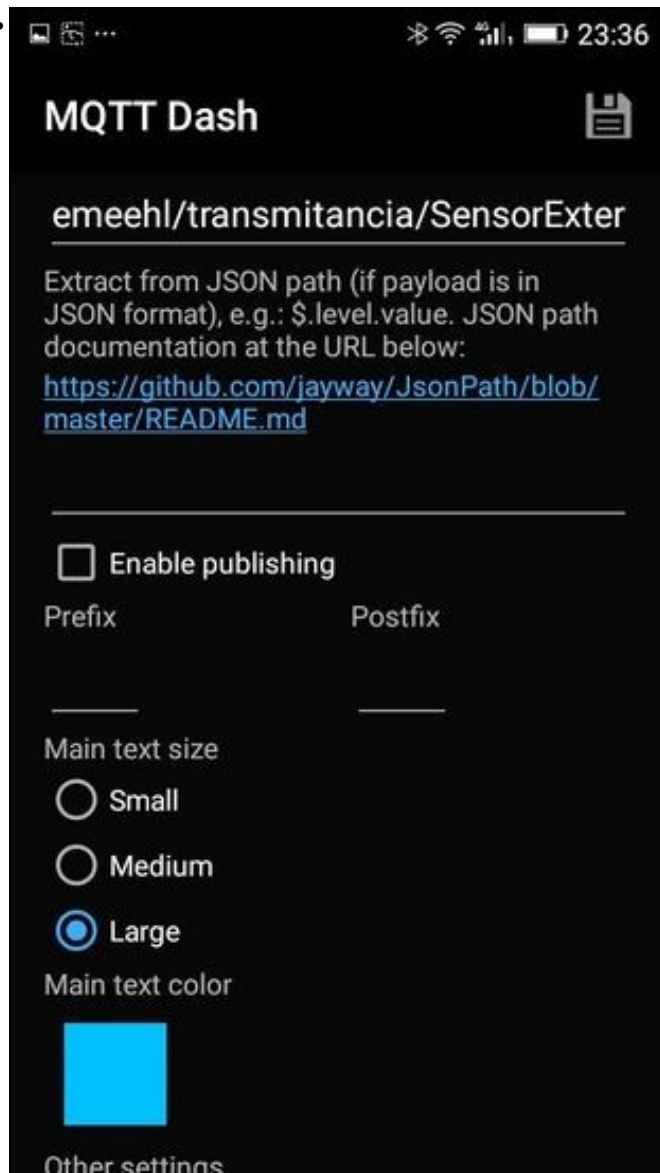 23:36
MQTT Dash
emeehl/transmitancia/SensorExter
Extract from JSON path (if payload is in
JSON format), e.g.: $.level.value. JSON path
documentation at the URL below:
https://github.com/jayway/JsonPath/blob/
master/README.md
Enable publishing
Prefix Postfix
Main text size
Small
Medium
Large
Main text color
Other settings